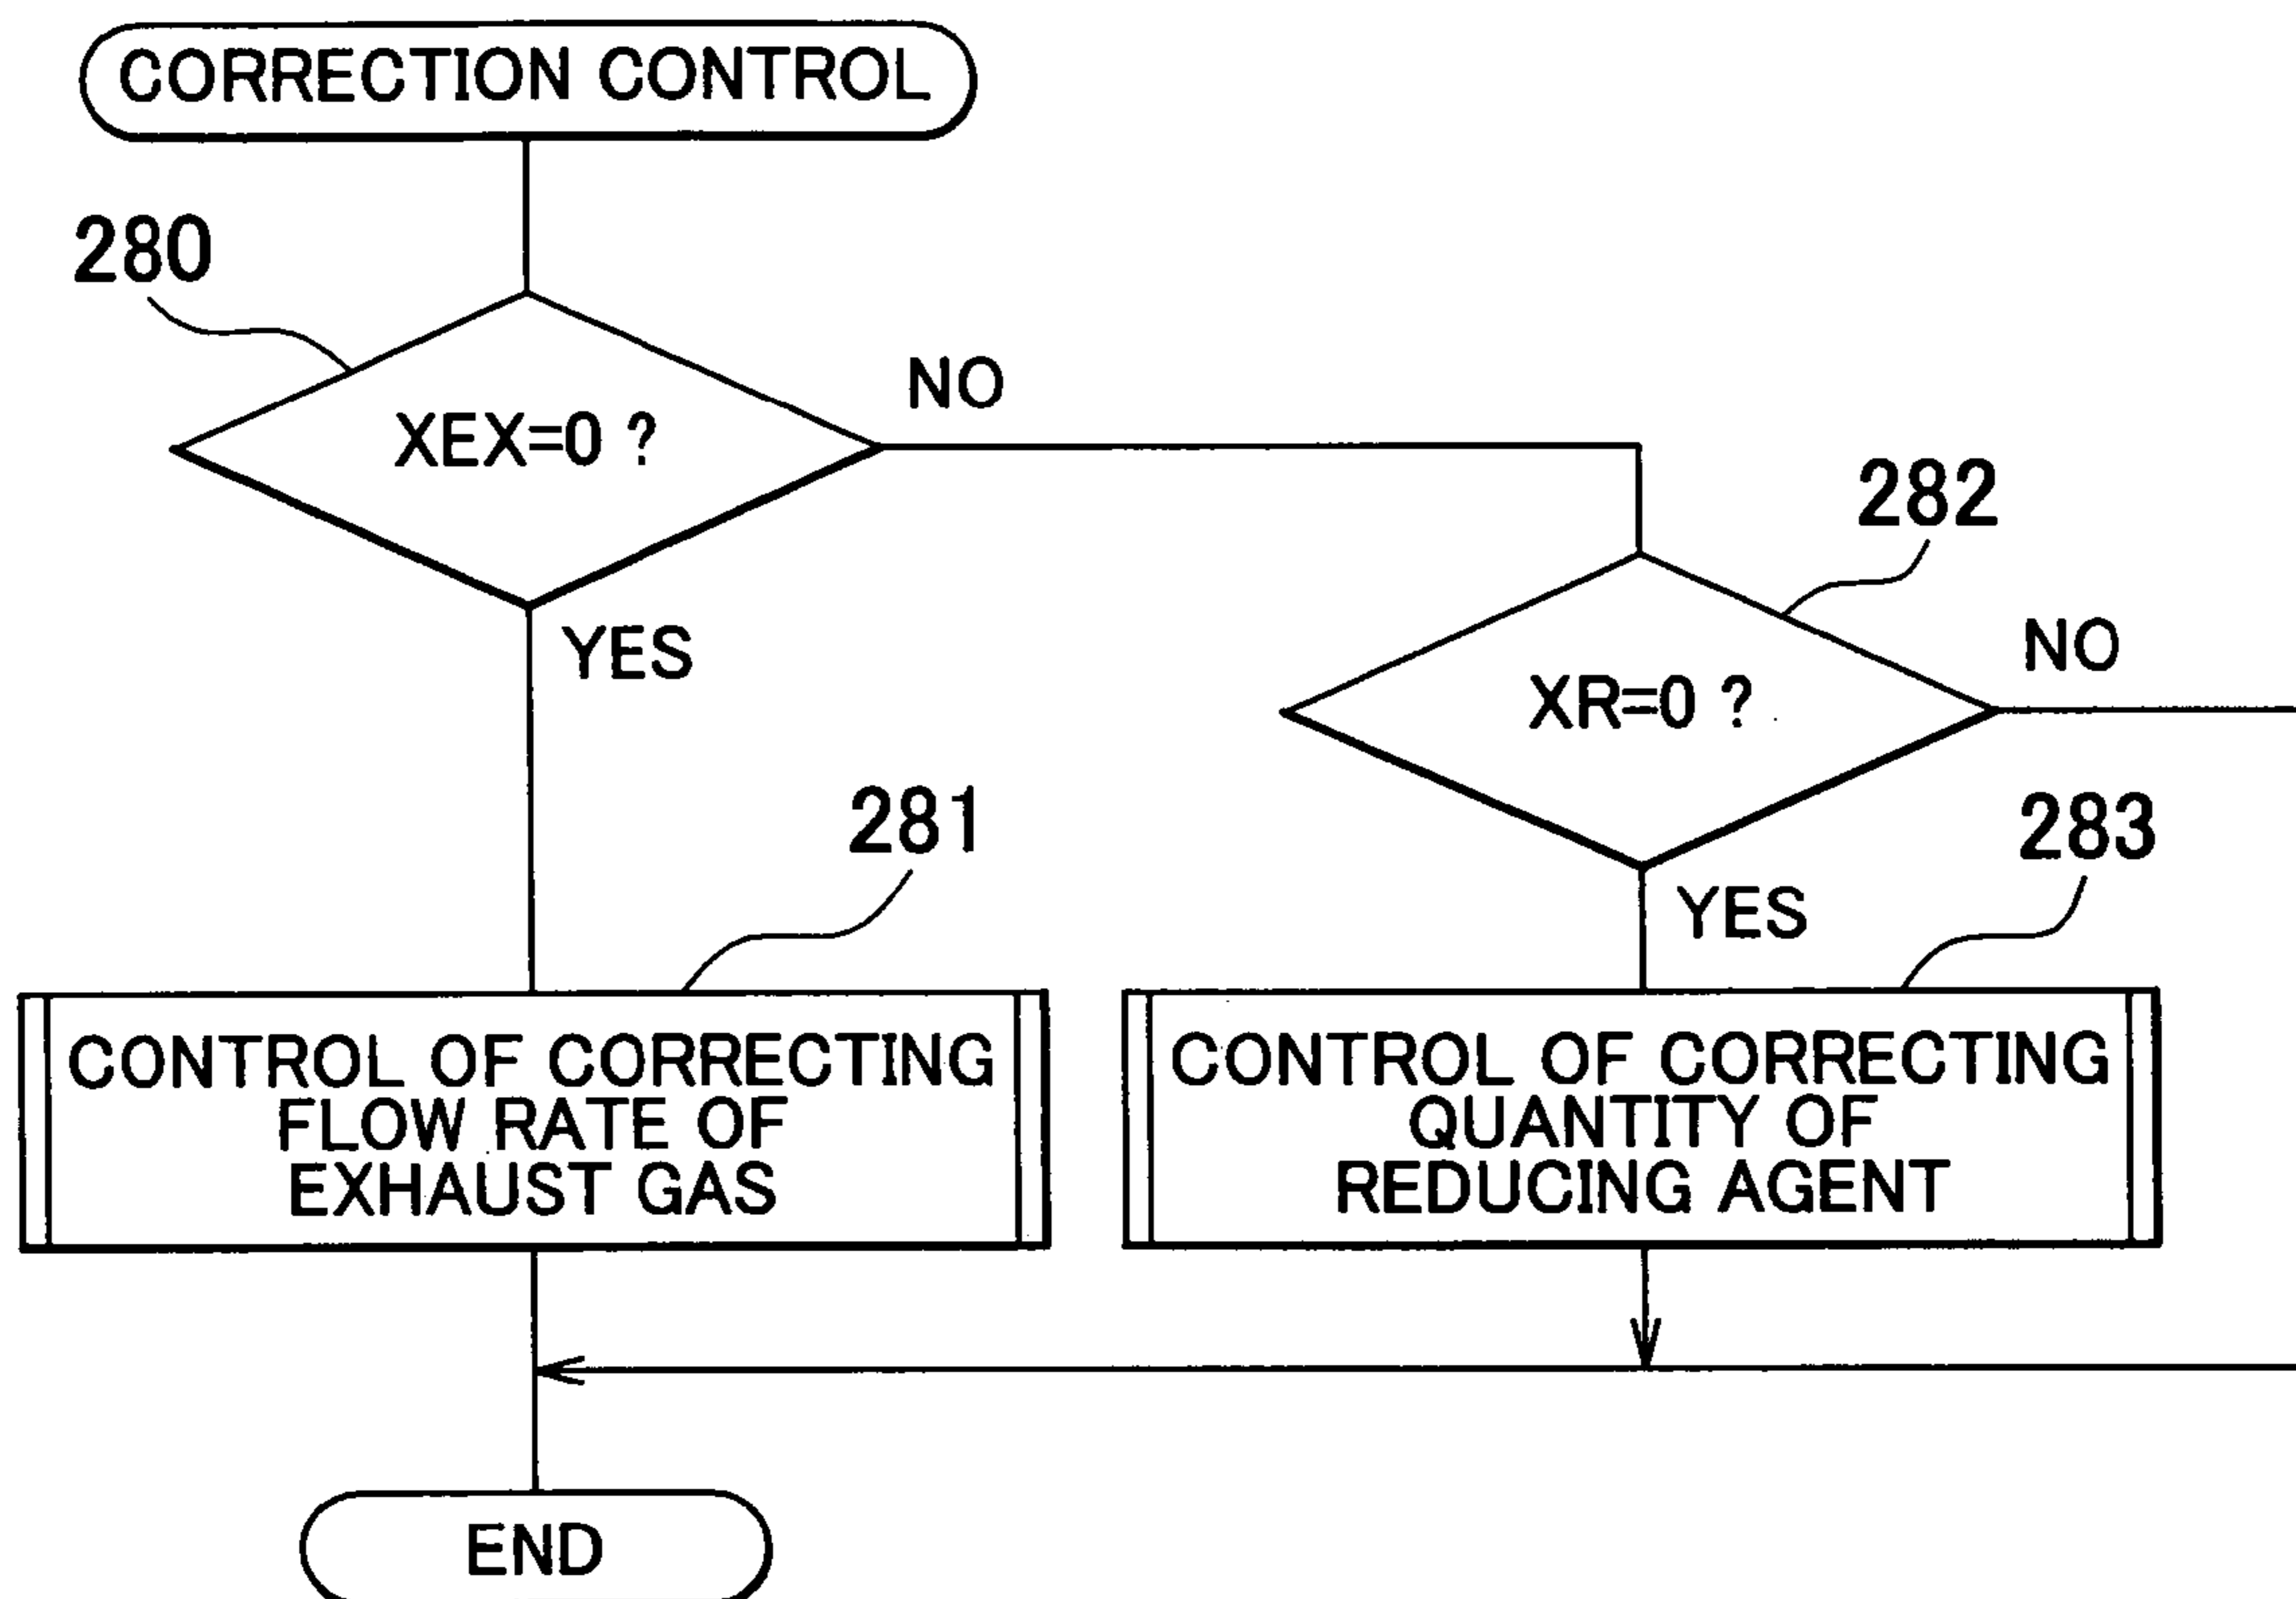 CORRECTION CONTROL
280
XEX=0 ?
NO
YES
282
XR=0 ?
NO
YES
281
CONTROL OF CORRECTING
FLOW RATE OF
EXHAUST GAS
283
CONTROL OF CORRECTING
QUANTITY OF
REDUCING AGENT
END